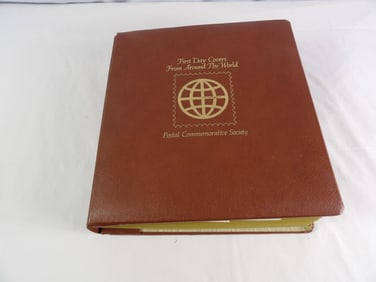 First Day Covers
From Around The World
Postal Commemorative Society